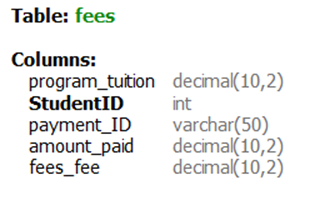 Table: fees
Columns:
program_tuition decimal(10,2)
StudentID int
payment_ID varchar(50)
amount_paid decimal(10,2)
fees_fee decimal(10,2)